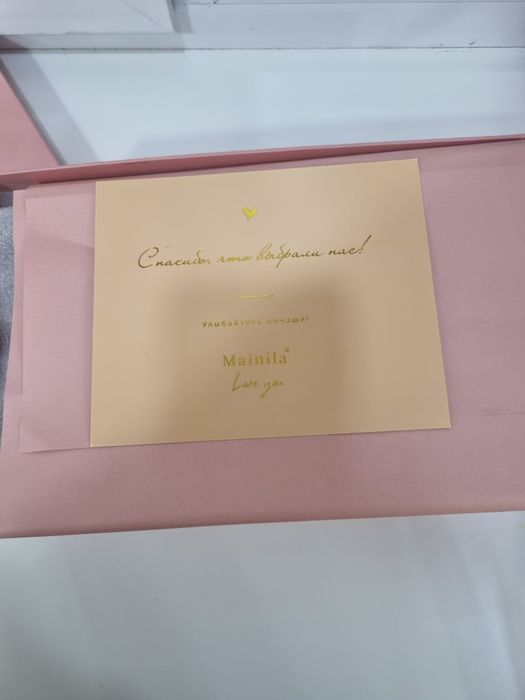 Спасибо, что выбрали нас!
Улыбайтесь почаще!
Mainila®
Love you